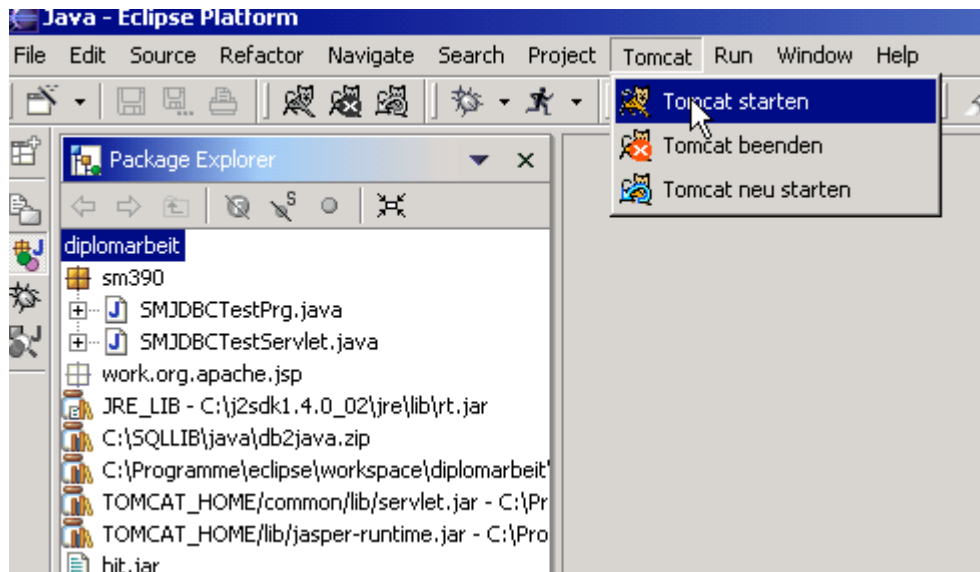 Java - Eclipse Platform
File Edit Source Refactor Navigate Search Project Tomcat Run Window Help
Tomcat starten
Tomcat beenden
Tomcat neu starten
Package Explorer
S
diplomarbeit
sm390
J SMJDBCTestPrg.java
J SMJDBCTestServlet.java
work.org.apache.jsp
JRE_LIB - C:\j2sdk1.4.0_02\jre\lib\rt.jar
C:\SQLLIB\java\db2java.zip
C:\Programme\eclipse\workspace\diplomarbeit\
TOMCAT_HOME/common/lib/servlet.jar - C:\Pr
TOMCAT_HOME/lib/jasper-runtime.jar - C:\Pro
hit.jar